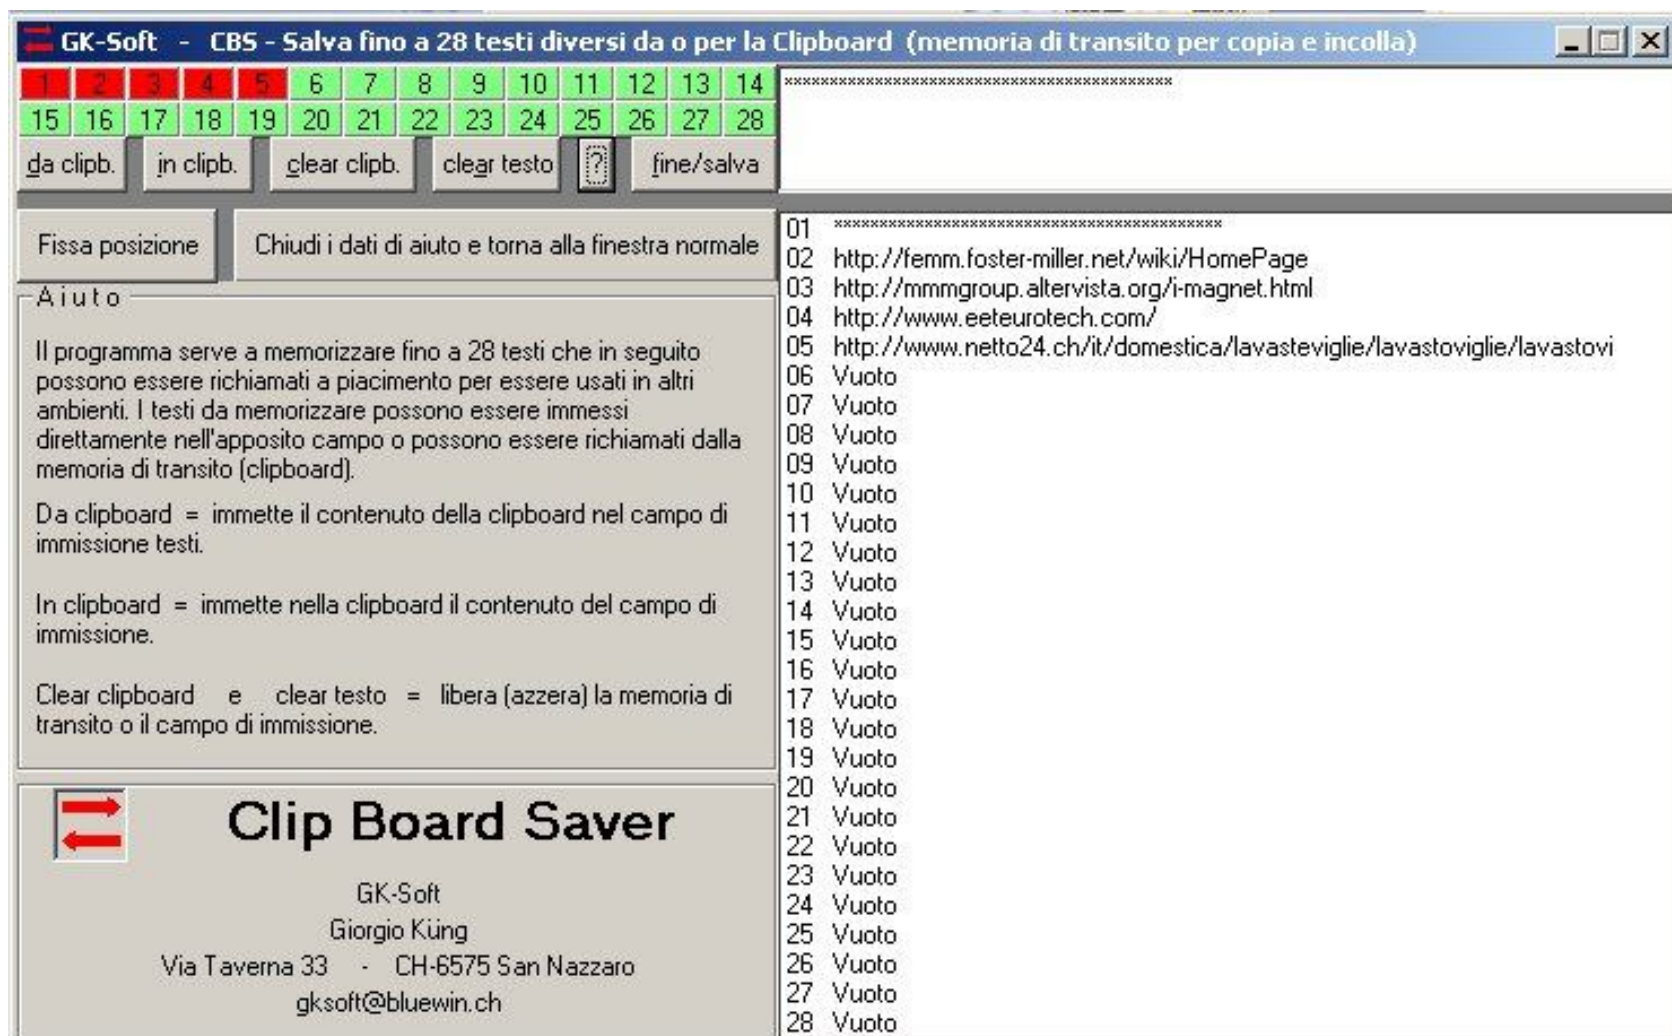 GK-Soft - CBS - Salva fino a 28 testi diversi da o per la Clipboard (memoria di transito per copia e incolla)
1 2 3 4 5 6 7 8 9 10 11 12 13 14
15 16 17 18 19 20 21 22 23 24 25 26 27 28
da clipb. in clipb. clear clipb. clear testo ? fine/salva
Fissa posizione Chiudi i dati di aiuto e torna alla finestra normale
Aiuto
Il programma serve a memorizzare fino a 28 testi che in seguito
possono essere richiamati a piacimento per essere usati in altri
ambienti. I testi da memorizzare possono essere immessi
direttamente nell'apposito campo o possono essere richiamati dalla
memoria di transito (clipboard).
Da clipboard = immette il contenuto della clipboard nel campo di
immissione testi.
In clipboard = immette nella clipboard il contenuto del campo di
immissione.
Clear clipboard e clear testo = libera (azzera) la memoria di
transito o il campo di immissione.
Clip Board Saver
GK-Soft
Giorgio Küng
Via Taverna 33 - CH-6575 San Nazzaro
gksoft@bluewin.ch
01
02 http://femm.foster-miller.net/wiki/HomePage
03 http://mmmgroup.altervista.org/i-magnet.html
04 http://www.eeteurotech.com/
05 http://www.netto24.ch/it/domestica/lavasteviglie/lavastoviglie/lavastovi
06 Vuoto
07 Vuoto
08 Vuoto
09 Vuoto
10 Vuoto
11 Vuoto
12 Vuoto
13 Vuoto
14 Vuoto
15 Vuoto
16 Vuoto
17 Vuoto
18 Vuoto
19 Vuoto
20 Vuoto
21 Vuoto
22 Vuoto
23 Vuoto
24 Vuoto
25 Vuoto
26 Vuoto
27 Vuoto
28 Vuoto